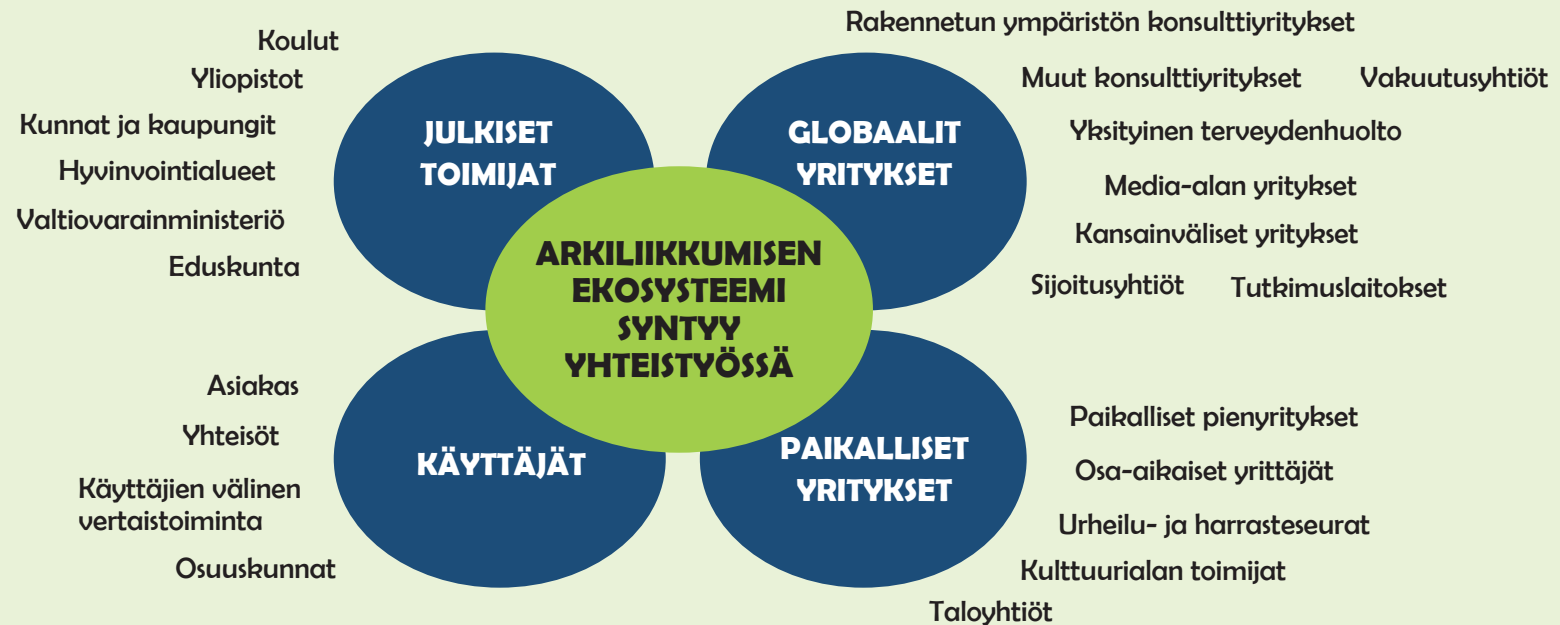 Koulut
Yliopistot
Kunnat ja kaupungit
Hyvinvointialueet
Valtiovarainministeriö
Eduskunta
JULKISET
TOIMIJAT
Rakennetun ympäristön konsulttiyritykset
Muut konsulttiyritykset
Vakuutusyhtiöt
Yksityinen terveydenhuolto
Media-alan yritykset
Kansainväliset yritykset
Sijoitusyhtiöt
Tutkimuslaitokset
GLOBAALIT
YRITYKSET
ARKILIIKKUMISEN
EKOSYSTEEMI
SYNTYY
YHTEISTYÖSSÄ
Asiakas
Yhteisöt
Käyttäjien välinen
vertaistoiminta
Osuuskunnat
KÄYTTÄJÄT
PAIKALLISET
YRITYKSET
Paikalliset pienyritykset
Osa-aikaiset yrittäjät
Urheilu- ja harrasteseurat
Kulttuurialan toimijat
Taloyhtiöt